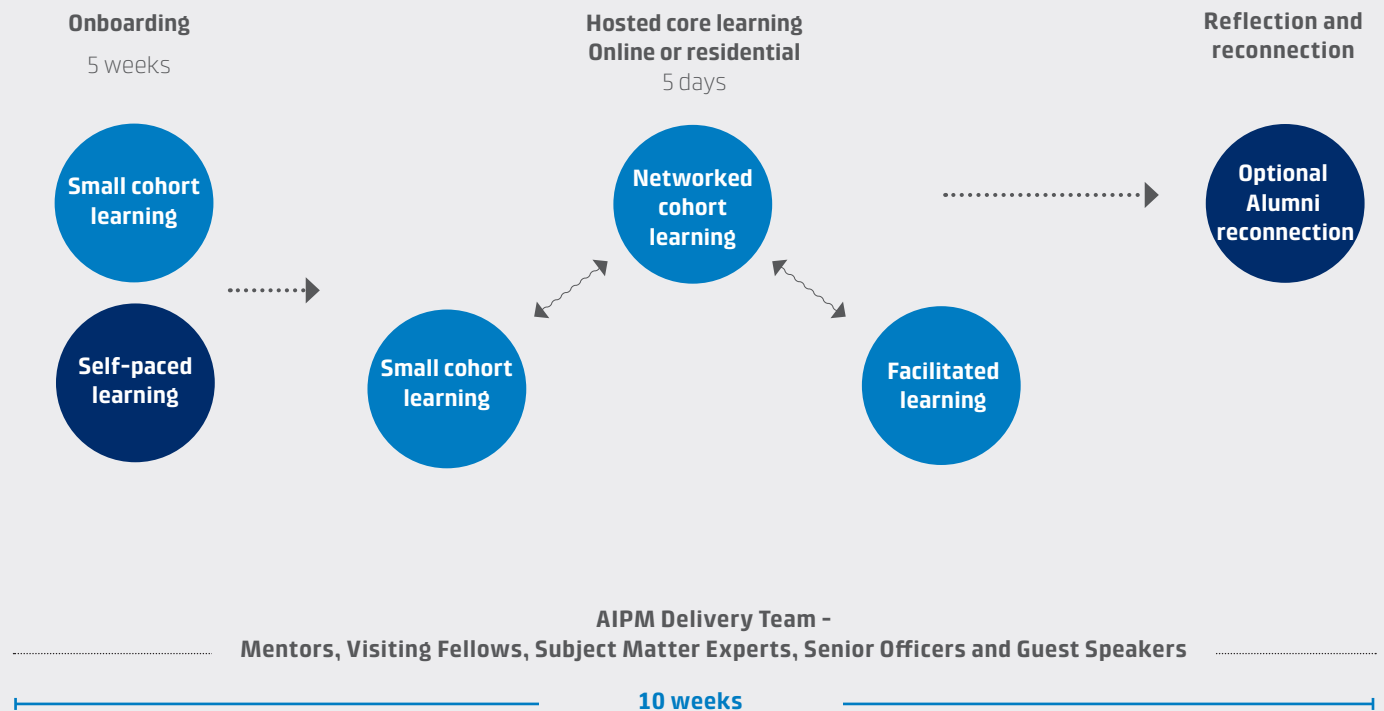 Onboarding
5 weeks
Hosted core learning
Online or residential
5 days
Reflection and
reconnection
Small cohort
learning
Self-paced
learning
Small cohort
learning
Networked
cohort
learning
Facilitated
learning
Optional
Alumni
reconnection
AIPM Delivery Team -
Mentors, Visiting Fellows, Subject Matter Experts, Senior Officers and Guest Speakers
10 weeks